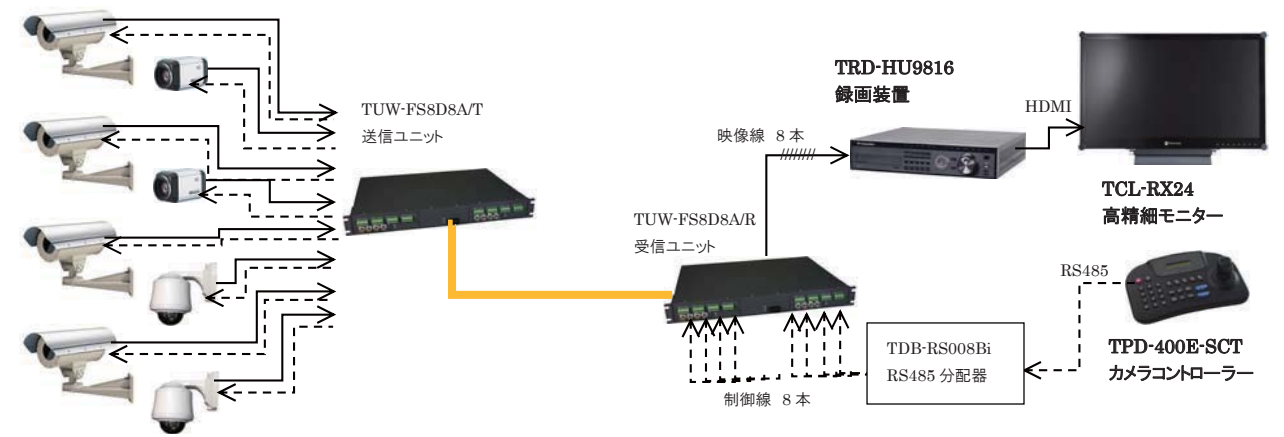 TUW-FS8D8A/T
送信ユニット
TRD-HU9816
録画装置
HDMI
映像線 8 本
TCL-RX24
高精細モニター
TUW-FS8D8A/R
受信ユニット
RS485
TDB-RS008Bi
RS485 分配器
TPD-400E-SCT
カメラコントローラー
制御線 8 本